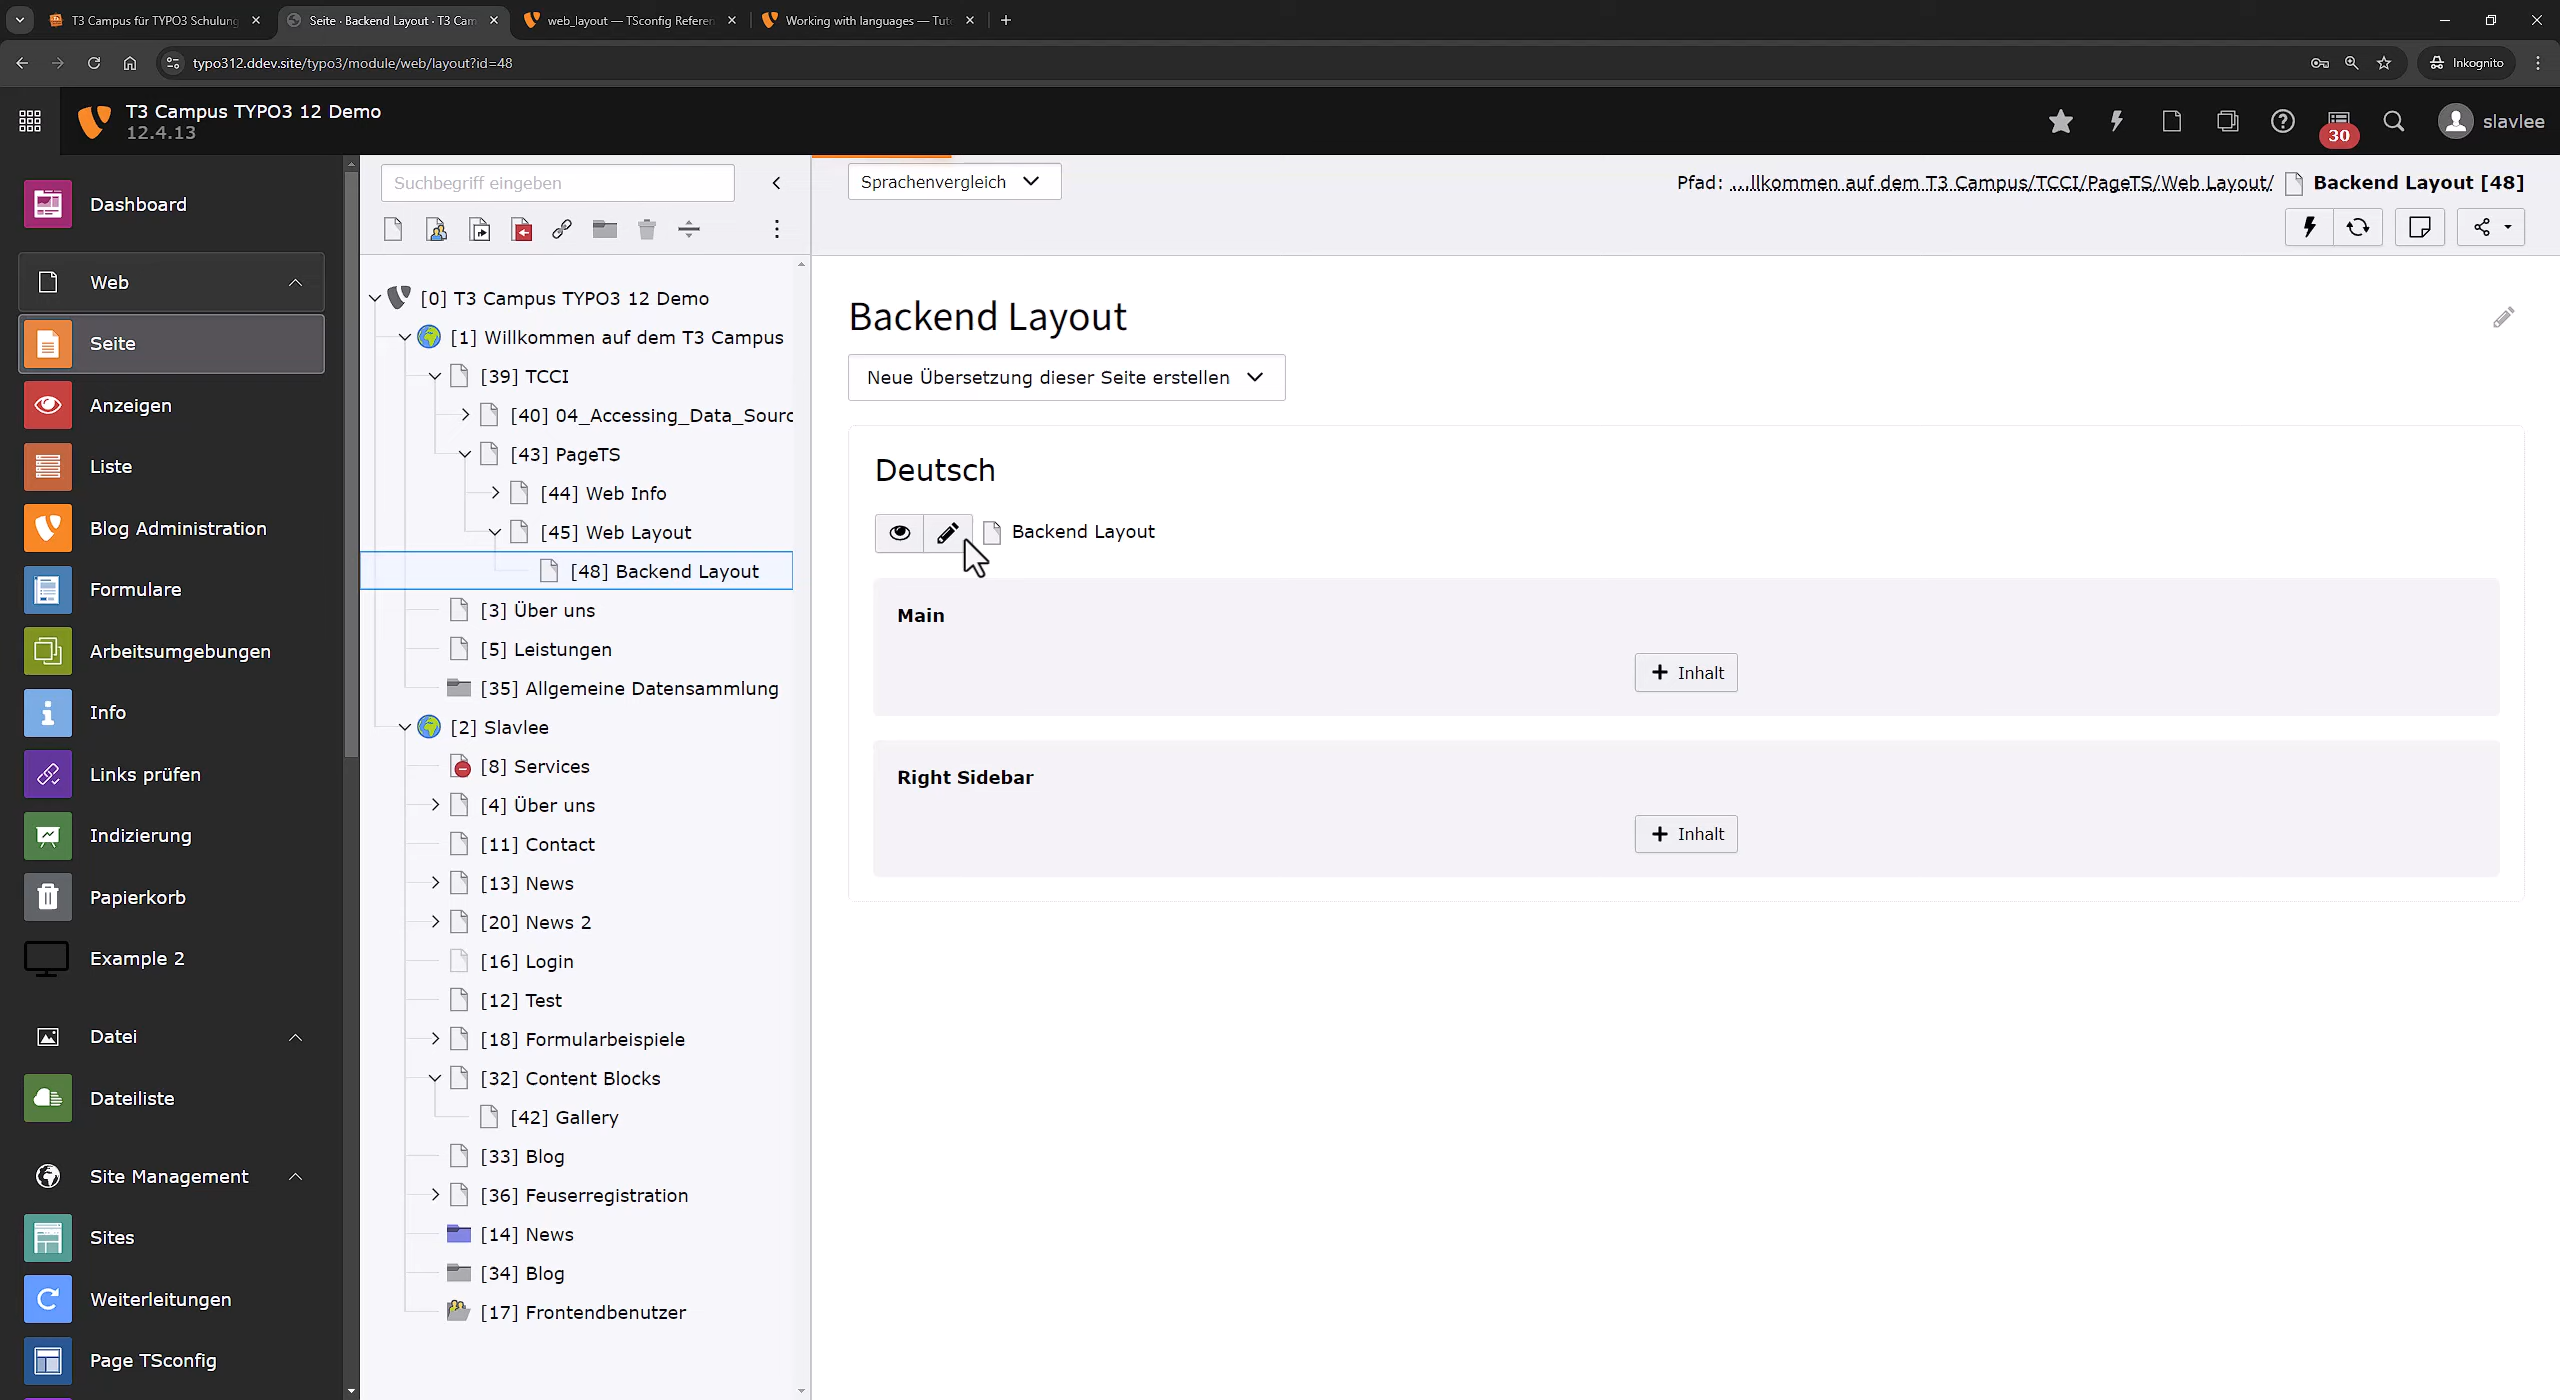 T3 Campus für TYPO3 Schulung
Seite · Backend Layout · T3 Cam
web_layout — TSconfig Referen
Working with languages — Tut
typo312.ddev.site/typo3/module/web/layout?id=48
Inkognito
T3 Campus TYPO3 12 Demo
12.4.13
30
slavlee
Dashboard
Web
Seite
Anzeigen
Liste
Blog Administration
Formulare
Arbeitsumgebungen
Info
Links prüfen
Indizierung
Papierkorb
Example 2
Datei
Dateiliste
Site Management
Sites
Weiterleitungen
Page TSconfig
Suchbegriff eingeben
[0] T3 Campus TYPO3 12 Demo
[1] Willkommen auf dem T3 Campus
[39] TCCI
[40] 04_Accessing_Data_Sourc
[43] PageTS
[44] Web Info
[45] Web Layout
[48] Backend Layout
[3] Über uns
[5] Leistungen
[35] Allgemeine Datensammlung
[2] Slavlee
[8] Services
[4] Über uns
[11] Contact
[13] News
[20] News 2
[16] Login
[12] Test
[18] Formularbeispiele
[32] Content Blocks
[42] Gallery
[33] Blog
[36] Feuserregistration
[14] News
[34] Blog
[17] Frontendbenutzer
Sprachenvergleich
Pfad: ...llkommen auf dem T3 Campus/TCCI/PageTS/Web Layout/ Backend Layout [48]
Backend Layout
Neue Übersetzung dieser Seite erstellen
Deutsch
Backend Layout
Main
+ Inhalt
Right Sidebar
+ Inhalt